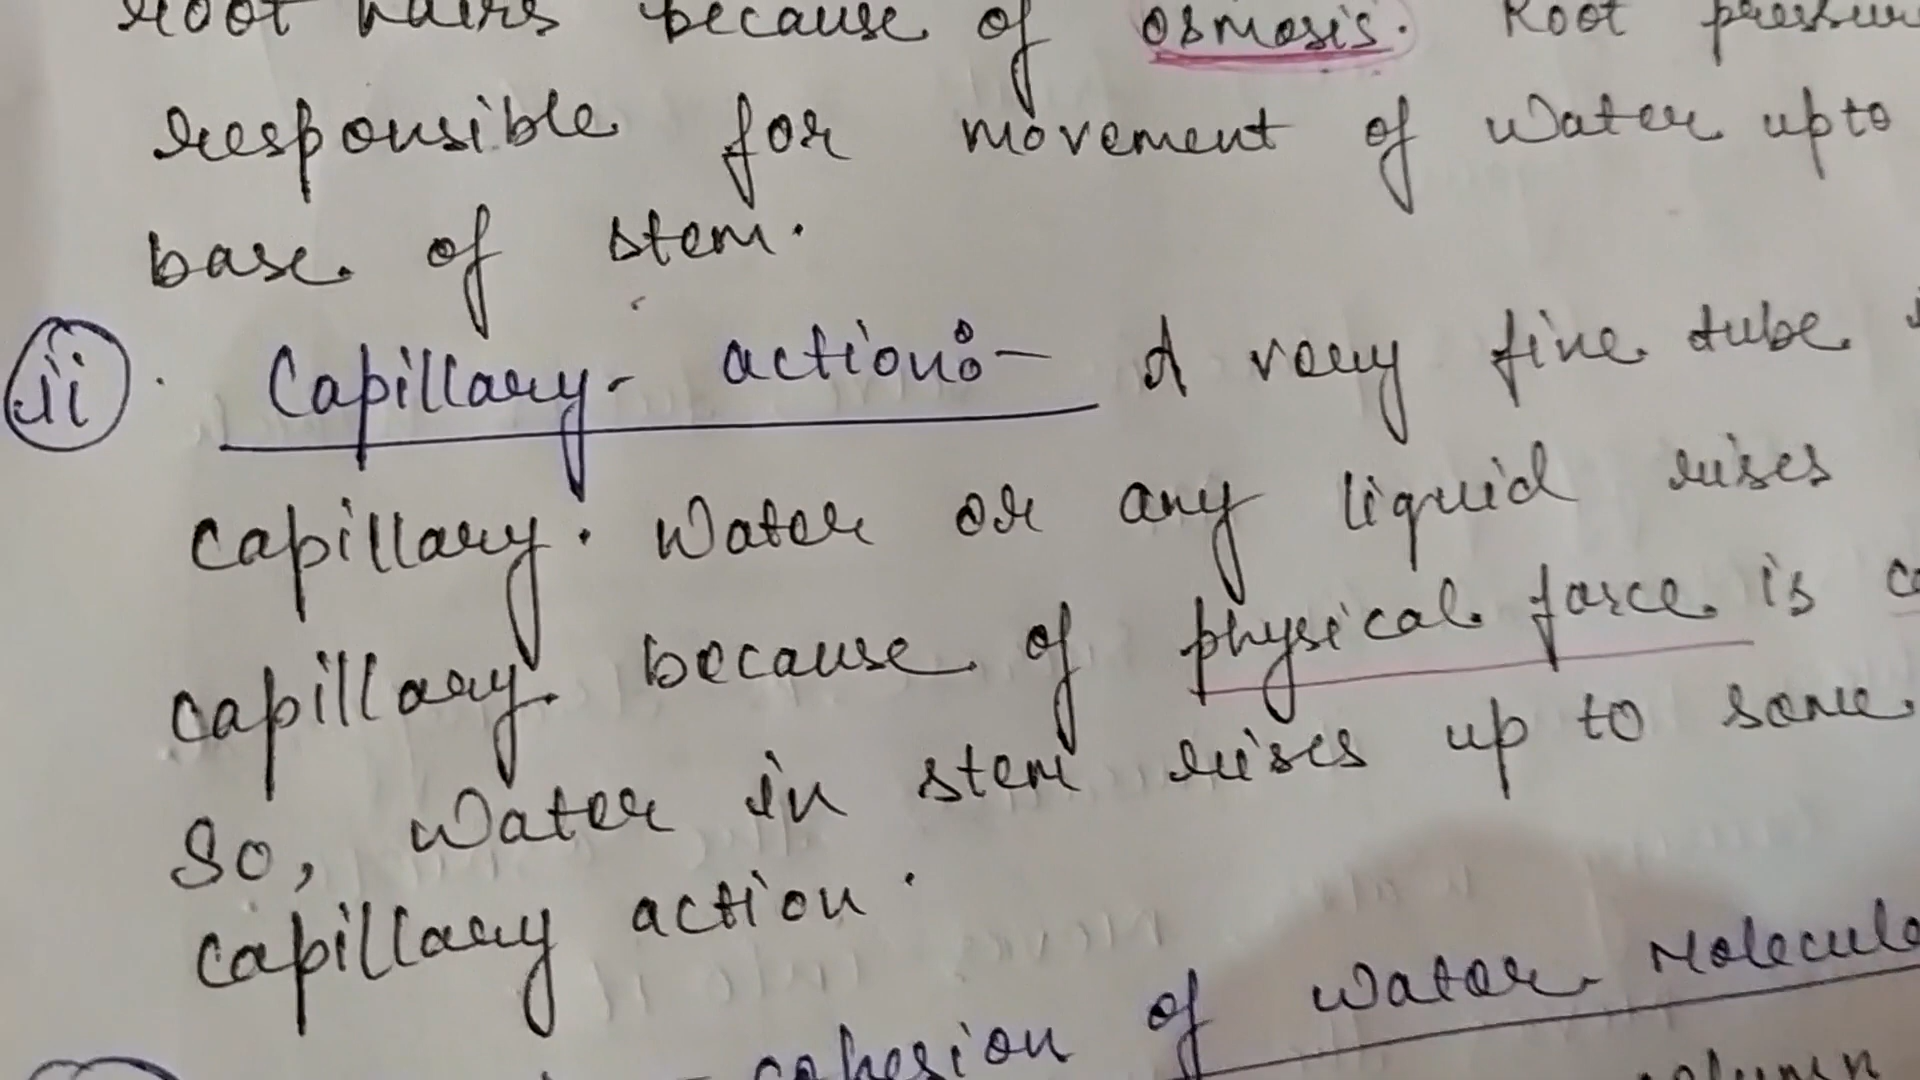 root hairs because of osmosis. Root
responsible for movement of water upto
base of stem.
ii. Capillary- action:- A very fine tube
capillary. Water or any liquid rises
capillary because of physical force is
So, water in stem rises up to some
capillary action.
cohesion of water